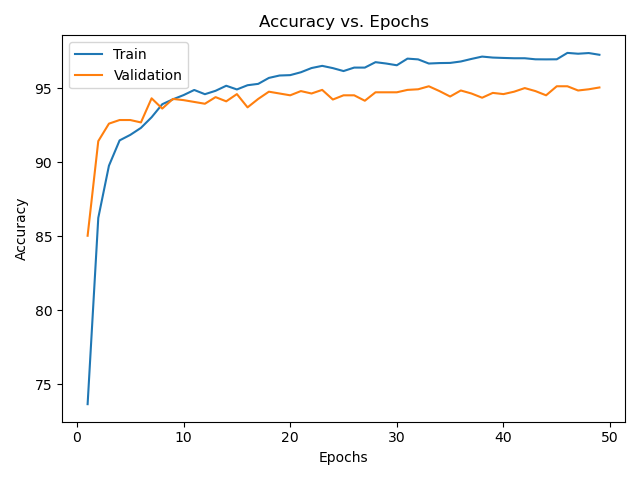 Accuracy vs. Epochs
Train
Validation
95
90
85
80
75
Accuracy
0 10 20 30 40 50
Epochs